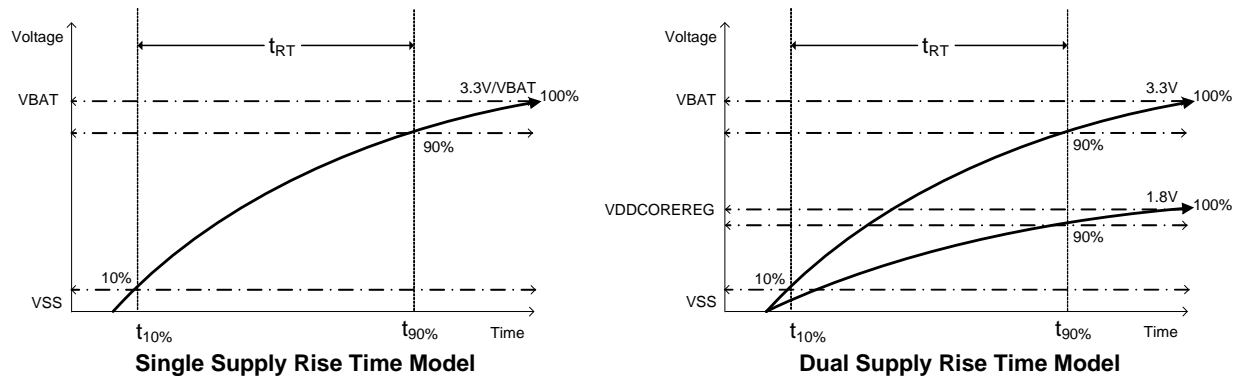 Voltage
tRT
3.3V/VBAT
VBAT
100%
90%
10%
VSS
t10%
t90%
Time
Single Supply Rise Time Model
Voltage
tRT
3.3V
VBAT
100%
90%
1.8V
VDDCOREREG
100%
90%
10%
VSS
t10%
t90%
Time
Dual Supply Rise Time Model